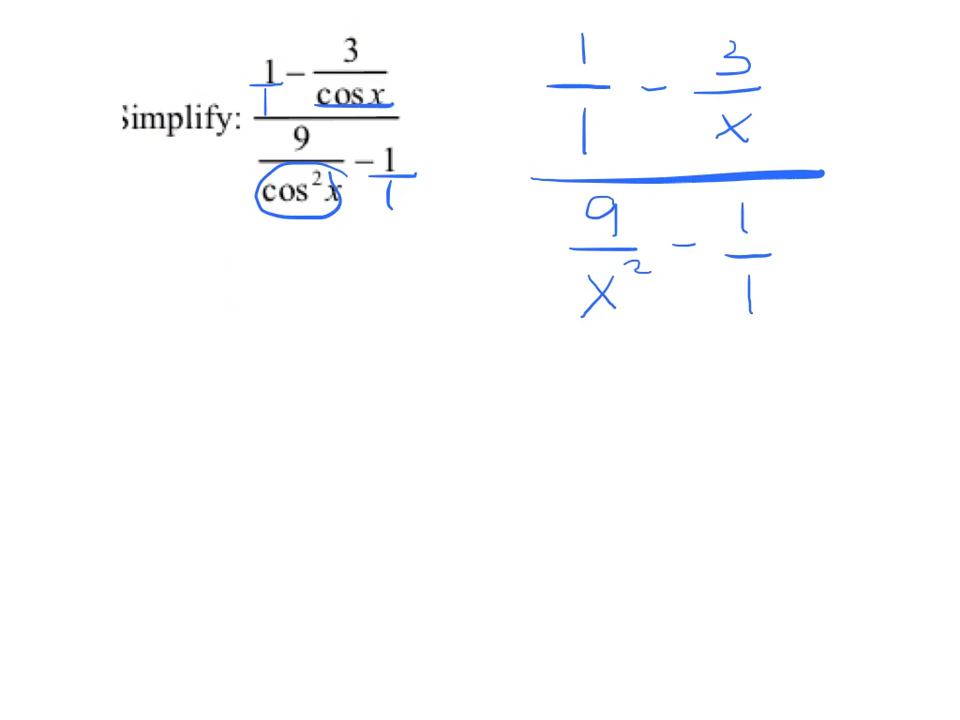 Simplify: (1 - 3/cos x) / (9/cos²x - 1)
1/1 - 3/x
9/x² - 1/1